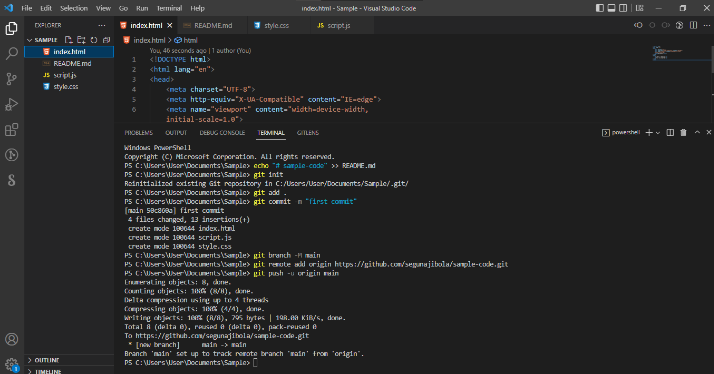 File Edit Selection View Go Run Terminal Help
index.html - Sample - Visual Studio Code
EXPLORER
SAMPLE
index.html
README.md
JS script.js
style.css
OUTLINE
TIMELINE
index.html
README.md
style.css
JS script.js
index.html > html
You, 46 seconds ago | 1 author (You)
1 <!DOCTYPE html>
2 <html lang="en">
3 <head>
4 <meta charset="UTF-8">
5 <meta http-equiv="X-UA-Compatible" content="IE=edge">
6 <meta name="viewport" content="width=device-width,
initial-scale=1.0">
PROBLEMS OUTPUT DEBUG CONSOLE TERMINAL GITLENS
powershell
Windows PowerShell
Copyright (C) Microsoft Corporation. All rights reserved.
PS C:\Users\User\Documents\Sample> echo "# sample-code" >> README.md
PS C:\Users\User\Documents\Sample> git init
Reinitialized existing Git repository in C:/Users/User/Documents/Sample/.git/
PS C:\Users\User\Documents\Sample> git add .
PS C:\Users\User\Documents\Sample> git commit -m "first commit"
[main 50c860a] first commit
4 files changed, 13 insertions(+)
create mode 100644 index.html
create mode 100644 script.js
create mode 100644 style.css
PS C:\Users\User\Documents\Sample> git branch -M main
PS C:\Users\User\Documents\Sample> git remote add origin https://github.com/segunajibola/sample-code.git
PS C:\Users\User\Documents\Sample> git push -u origin main
Enumerating objects: 8, done.
Counting objects: 100% (8/8), done.
Delta compression using up to 4 threads
Compressing objects: 100% (4/4), done.
Writing objects: 100% (8/8), 795 bytes | 198.00 KiB/s, done.
Total 8 (delta 0), reused 0 (delta 0), pack-reused 0
To https://github.com/segunajibola/sample-code.git
* [new branch] main -> main
Branch 'main' set up to track remote branch 'main' from 'origin'.
PS C:\Users\User\Documents\Sample>